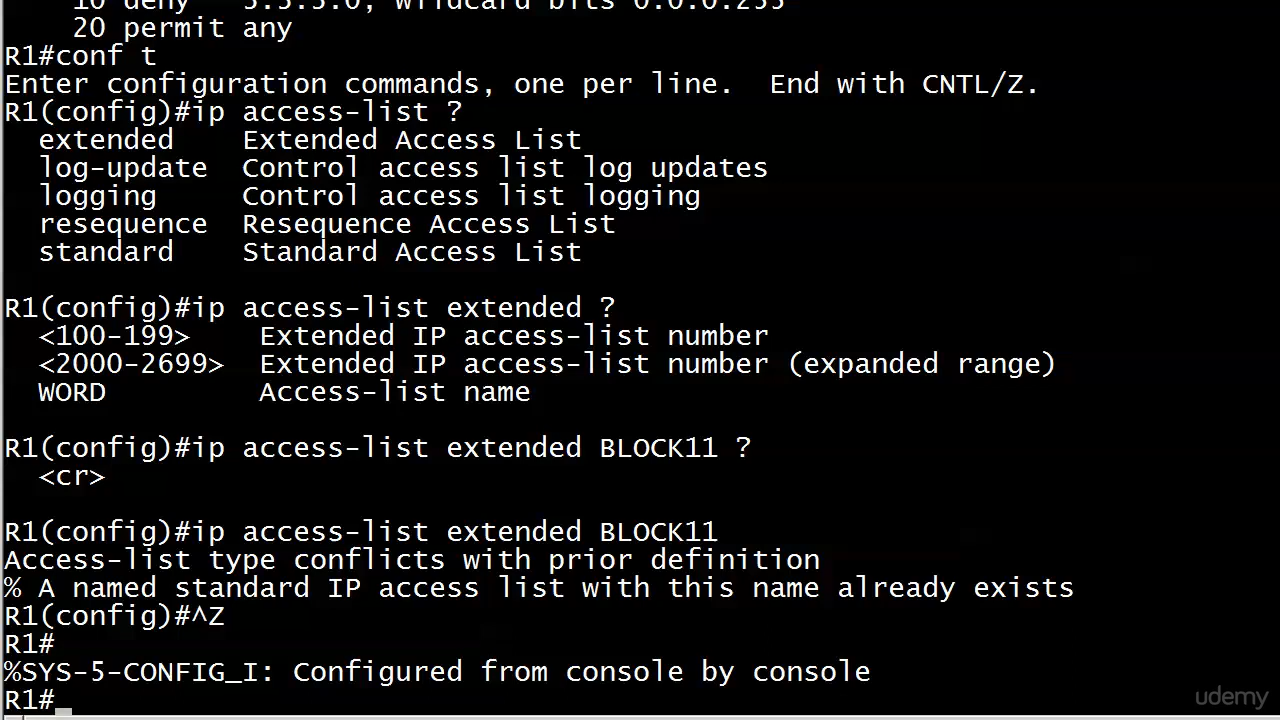 10 deny   3.3.3.0, wildcard bits 0.0.0.255
20 permit any
R1#conf t
Enter configuration commands, one per line.  End with CNTL/Z.
R1(config)#ip access-list ?
extended    Extended Access List
log-update  Control access list log updates
logging     Control access list logging
resequence  Resequence Access List
standard    Standard Access List
R1(config)#ip access-list extended ?
<100-199>    Extended IP access-list number
<2000-2699>  Extended IP access-list number (expanded range)
WORD         Access-list name
R1(config)#ip access-list extended BLOCK11 ?
<cr>
R1(config)#ip access-list extended BLOCK11
Access-list type conflicts with prior definition
% A named standard IP access list with this name already exists
R1(config)#^Z
R1#
%SYS-5-CONFIG_I: Configured from console by console
R1#
udemy